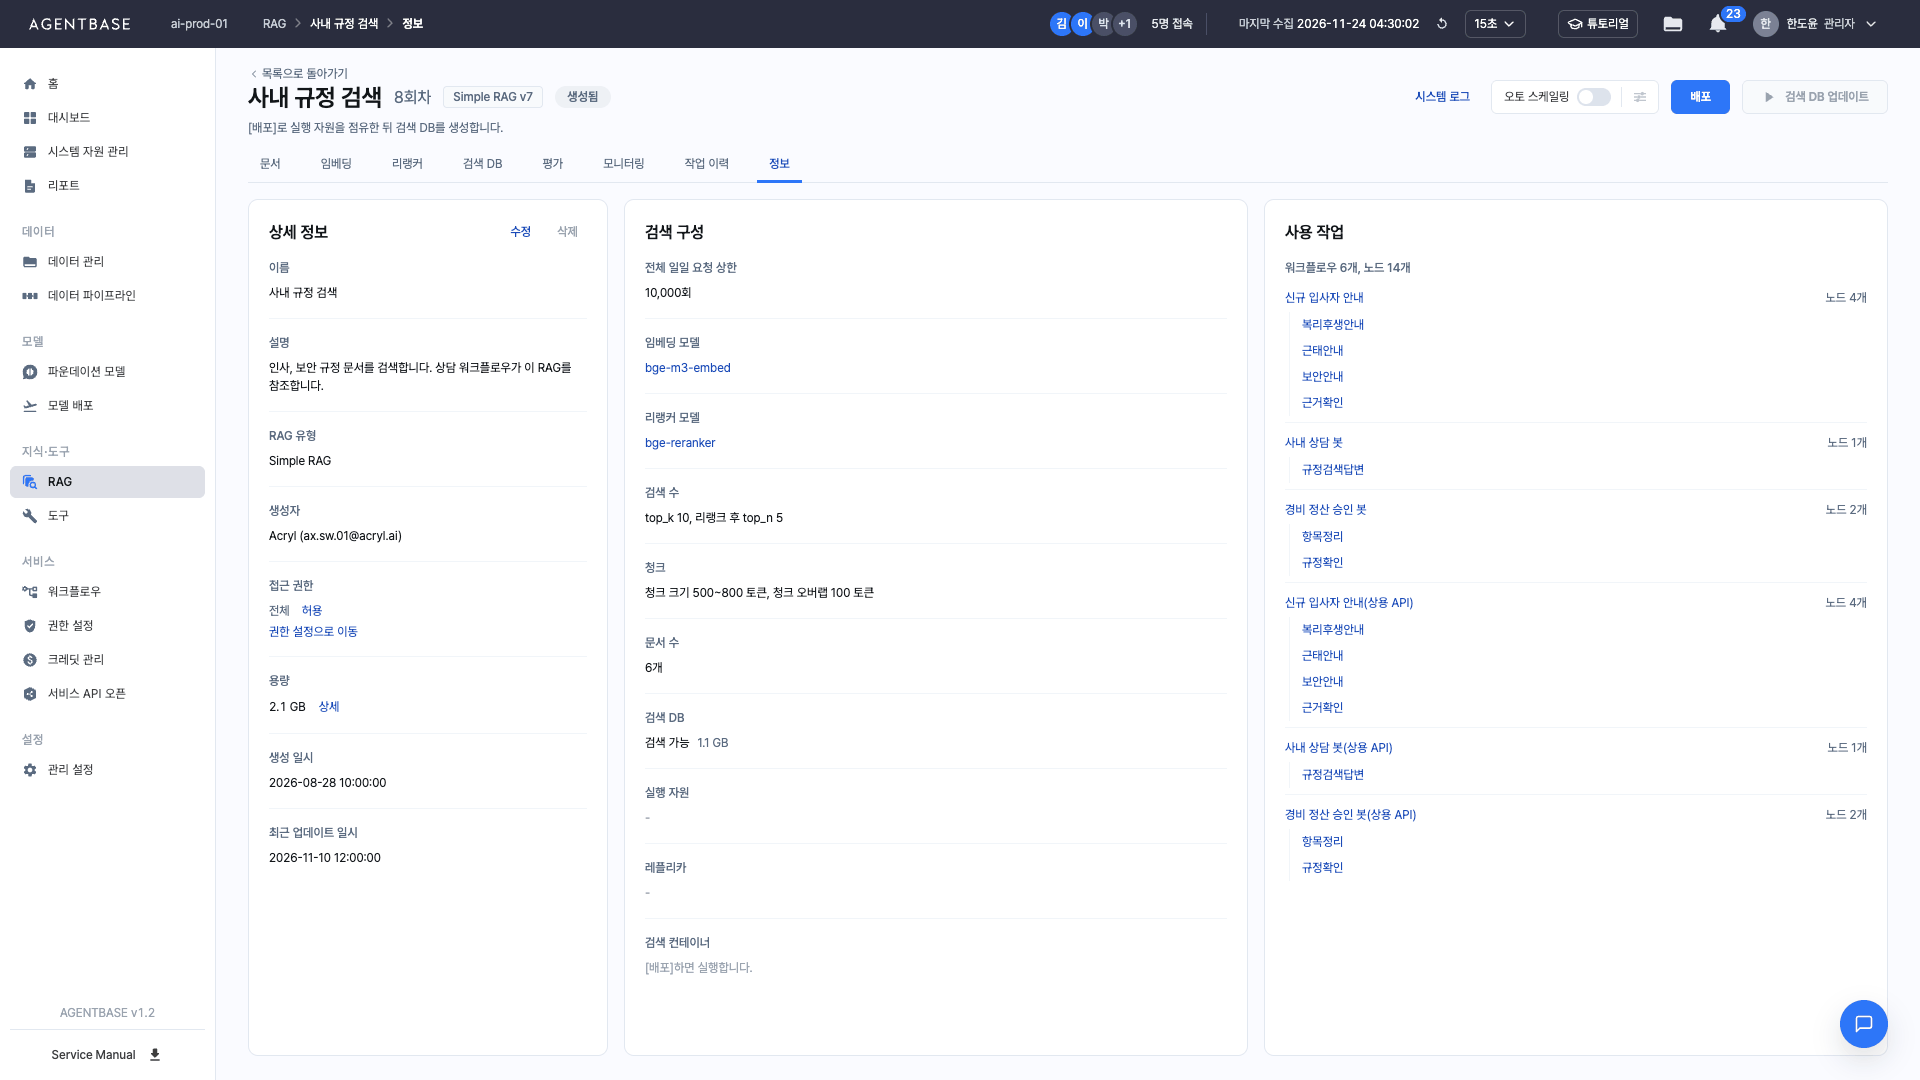 AGENTBASE
ai-prod-01
RAG > 사내 규정 검색 > 정보
김 이 박 +1 5명 접속
마지막 수집 2026-11-24 04:30:02
15초
튜토리얼
23
한 한도윤 관리자
홈
대시보드
시스템 자원 관리
리포트
데이터
데이터 관리
데이터 파이프라인
모델
파운데이션 모델
모델 배포
지식·도구
RAG
도구
서비스
워크플로우
권한 설정
크레딧 관리
서비스 API 오픈
설정
관리 설정
AGENTBASE v1.2
Service Manual
목록으로 돌아가기
사내 규정 검색 8회차 Simple RAG v7 생성됨
[배포]로 실행 자원을 점유한 뒤 검색 DB를 생성합니다.
시스템 로그
오토 스케일링
배포
검색 DB 업데이트
문서 임베딩 리랭커 검색 DB 평가 모니터링 작업 이력 정보
상세 정보 수정 삭제
이름
사내 규정 검색
설명
인사, 보안 규정 문서를 검색합니다. 상담 워크플로우가 이 RAG를
참조합니다.
RAG 유형
Simple RAG
생성자
Acryl (ax.sw.01@acryl.ai)
접근 권한
전체 허용
권한 설정으로 이동
용량
2.1 GB 상세
생성 일시
2026-08-28 10:00:00
최근 업데이트 일시
2026-11-10 12:00:00
검색 구성
전체 일일 요청 상한
10,000회
임베딩 모델
bge-m3-embed
리랭커 모델
bge-reranker
검색 수
top_k 10, 리랭크 후 top_n 5
청크
청크 크기 500~800 토큰, 청크 오버랩 100 토큰
문서 수
6개
검색 DB
검색 가능 1.1 GB
실행 자원
-
레플리카
-
검색 컨테이너
[배포]하면 실행합니다.
사용 작업
워크플로우 6개, 노드 14개
신규 입사자 안내 노드 4개
복리후생안내
근태안내
보안안내
근거확인
사내 상담 봇 노드 1개
규정검색답변
경비 정산 승인 봇 노드 2개
항목정리
규정확인
신규 입사자 안내(상용 API) 노드 4개
복리후생안내
근태안내
보안안내
근거확인
사내 상담 봇(상용 API) 노드 1개
규정검색답변
경비 정산 승인 봇(상용 API) 노드 2개
항목정리
규정확인